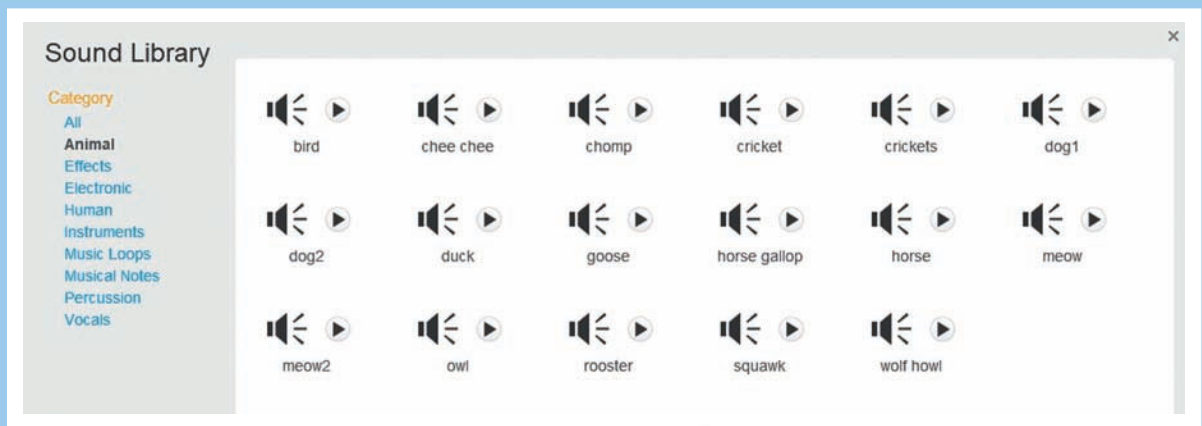 Sound Library
×
Category
All
Animal
Effects
Electronic
Human
Instruments
Music Loops
Musical Notes
Percussion
Vocals
bird chee chee chomp cricket crickets dog1
dog2 duck goose horse gallop horse meow
meow2 owl rooster squawk wolf howl